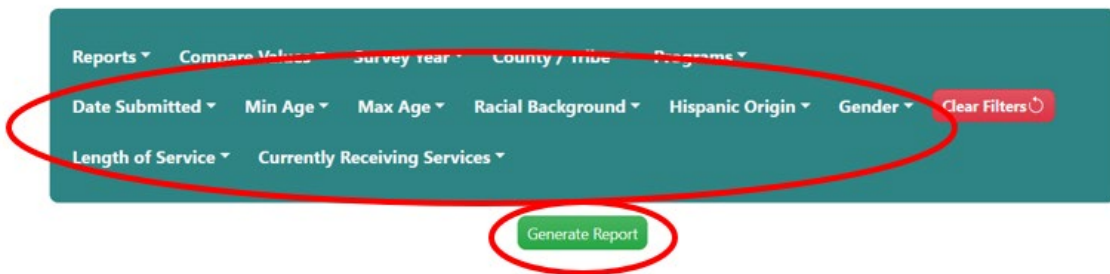 Reports Compare Values Survey Year County / Tribe Programs
Date Submitted Min Age Max Age Racial Background Hispanic Origin Gender Clear Filters
Length of Service Currently Receiving Services
Generate Report